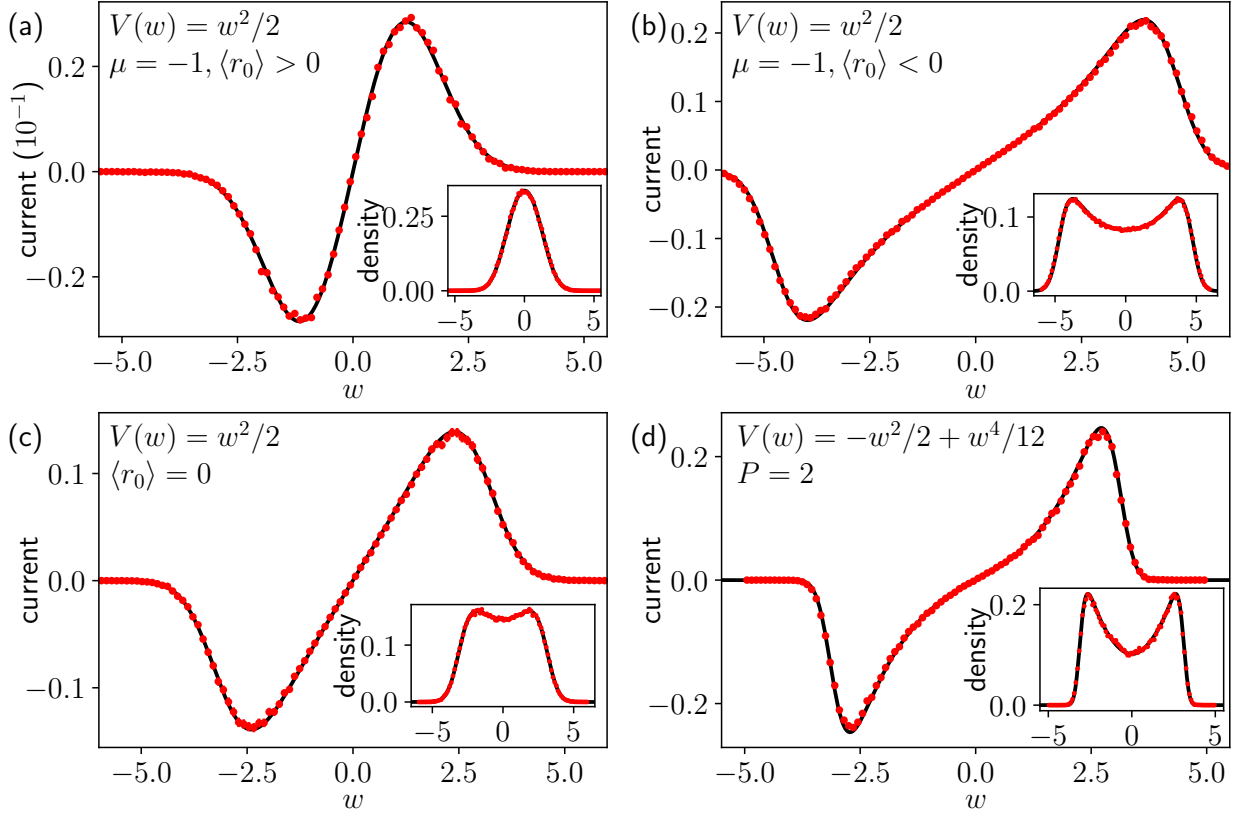 (a)
V(w) = w²/2
μ = −1, ⟨r₀⟩ > 0
current (10⁻¹)
0.2
0.0
−0.2
−5.0 −2.5 0.0 2.5 5.0
w
density
0.25
0.00
−5 0 5
(b)
V(w) = w²/2
μ = −1, ⟨r₀⟩ < 0
current
0.2
0.1
0.0
−0.1
−0.2
−5.0 −2.5 0.0 2.5 5.0
w
density
0.1
0
−5 0 5
(c)
V(w) = w²/2
⟨r₀⟩ = 0
current
0.1
0.0
−0.1
−5.0 −2.5 0.0 2.5 5.0
w
density
0.1
0.0
−5 0 5
(d)
V(w) = −w²/2 + w⁴/12
P = 2
current
0.2
0.0
−0.2
−5.0 −2.5 0.0 2.5 5.0
w
density
0.2
0.0
−5 0 5